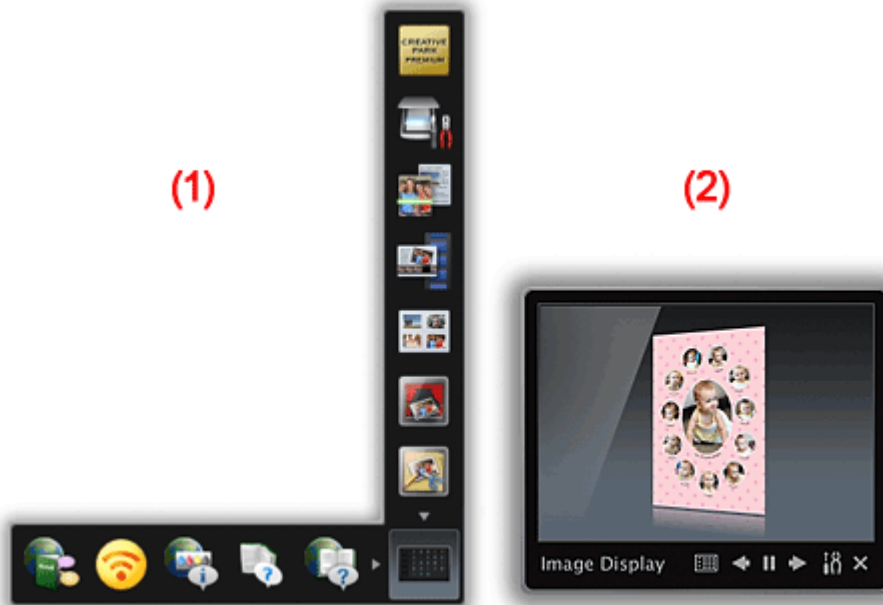 CREATIVE
PARK
PREMIUM
(1)
(2)
?
i
?
Image Display